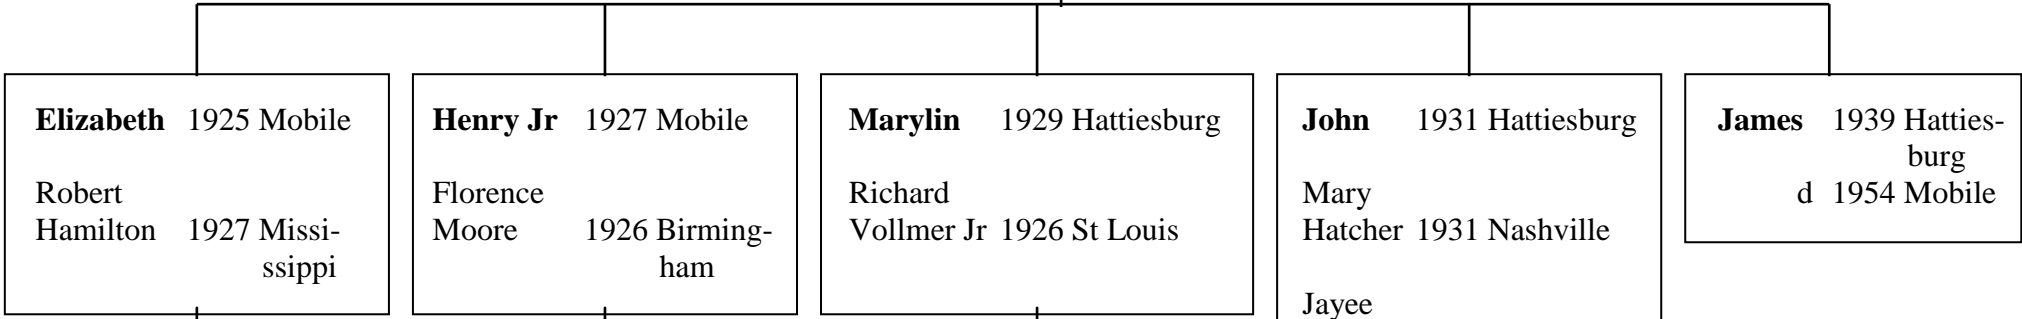 Elizabeth 1925 Mobile
Robert
Hamilton 1927 Missi-
ssippi
Henry Jr 1927 Mobile
Florence
Moore 1926 Birming-
ham
Marylin 1929 Hattiesburg
Richard
Vollmer Jr 1926 St Louis
John 1931 Hattiesburg
Mary
Hatcher 1931 Nashville
Jayee
James 1939 Hatties-
burg
d 1954 Mobile